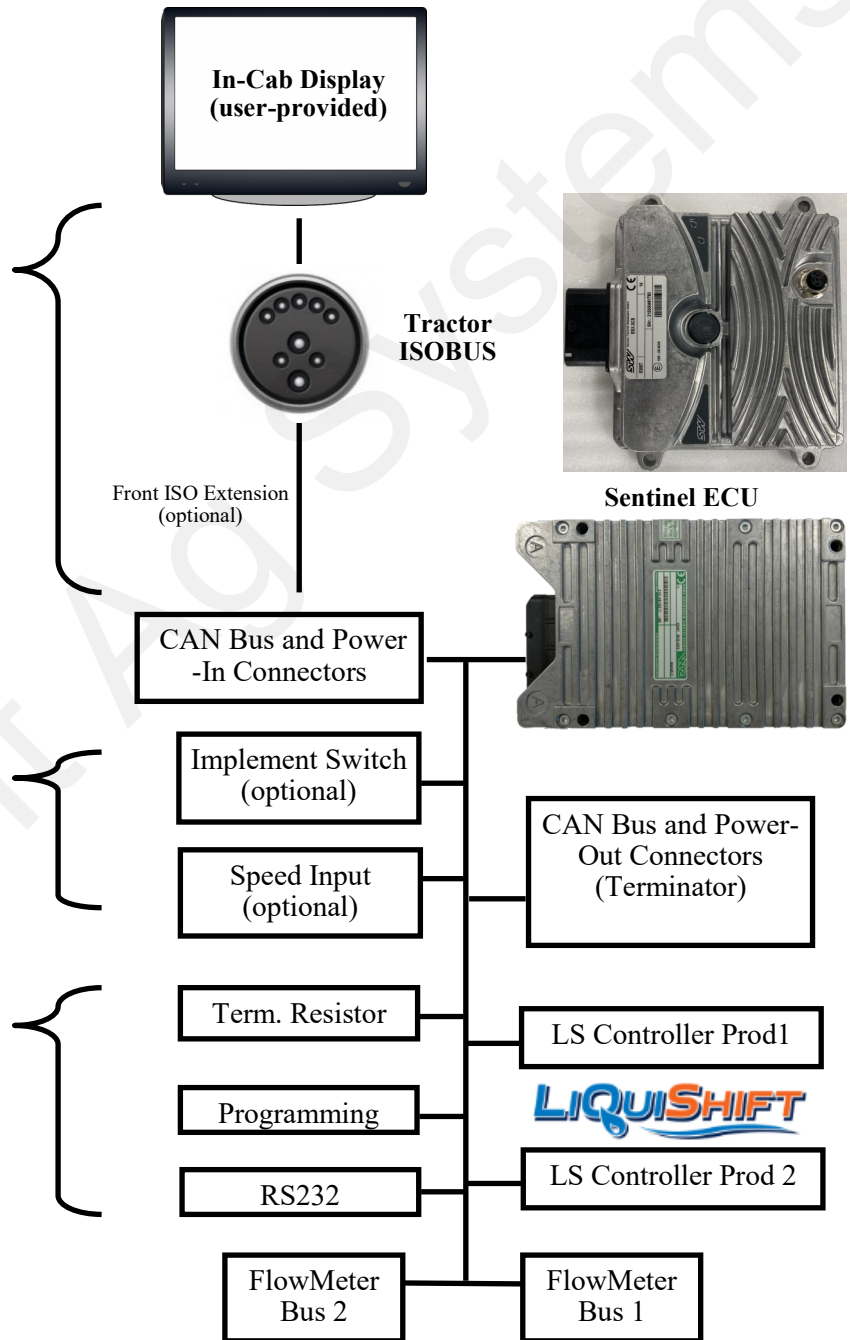 In-Cab Display
(user-provided)
Tractor
ISOBUS
Front ISO Extension
(optional)
Sentinel ECU
CAN Bus and Power
-In Connectors
Implement Switch
(optional)
Speed Input
(optional)
CAN Bus and Power-
Out Connectors
(Terminator)
Term. Resistor
Programming
RS232
LS Controller Prod1
LIQUISHIFT
LS Controller Prod 2
FlowMeter
Bus 2
FlowMeter
Bus 1
Ag Systems